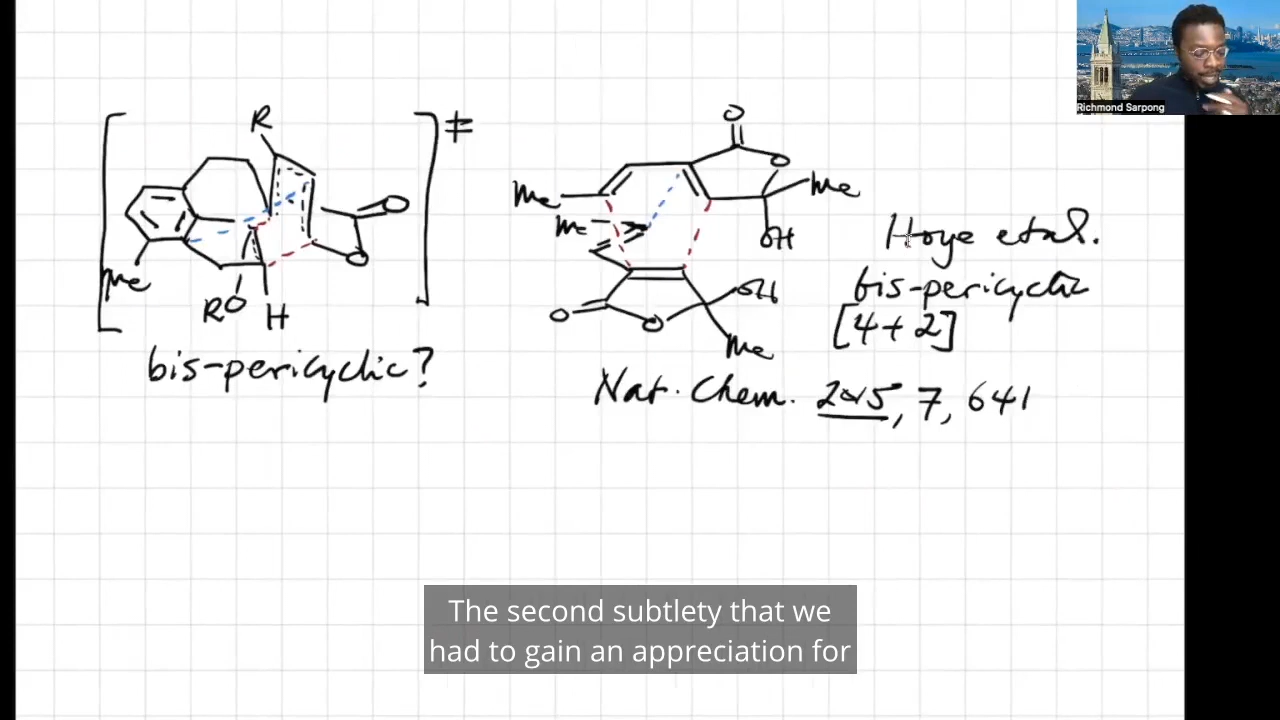 Richmond Sarpong
R
O
O
Me
RO
H
≠
bis-pericyclic?
O
O
Me
Me
Me
OH
OH
O
O
Me
Hoye et al.
bis-pericyclic
[4+2]
Nat. Chem. 2015, 7, 641
The second subtlety that we
had to gain an appreciation for